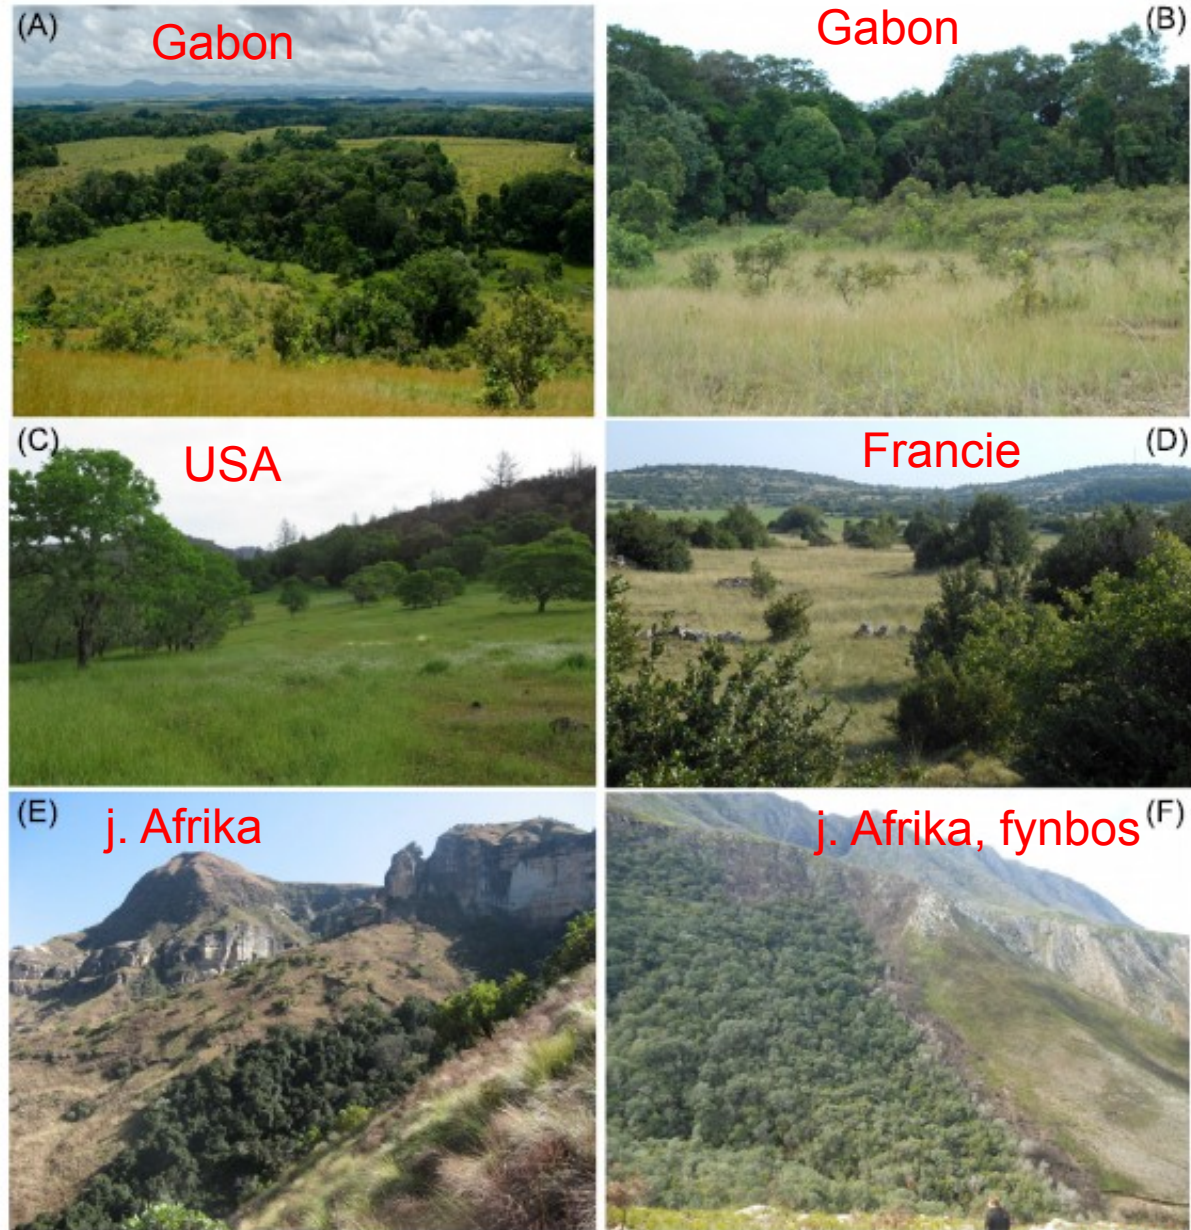 (A)
Gabon
Gabon
(B)
(C)
USA
Francie
(D)
(E)
j. Afrika
j. Afrika, fynbos
(F)